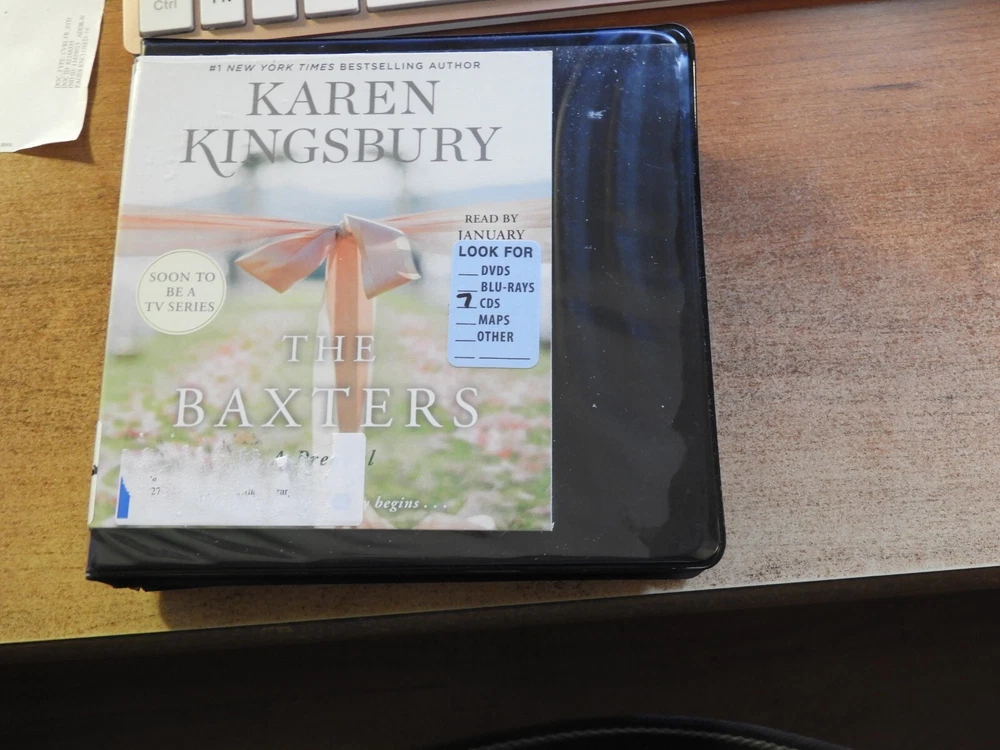 Ctrl
#1 NEW YORK TIMES BESTSELLING AUTHOR
KAREN
KINGSBURY
READ BY
JANUARY
LOOK FOR
DVDS
BLU-RAYS
7 CDS
MAPS
OTHER
SOON TO
BE A
TV SERIES
THE
BAXTERS
A
27
begins . . .